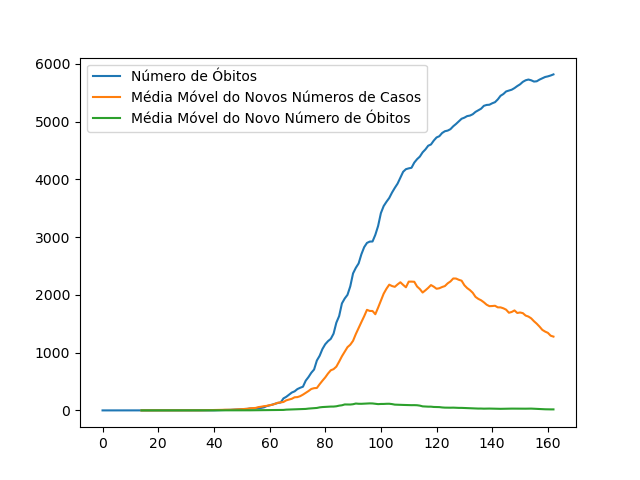 Número de Óbitos
Média Móvel do Novos Números de Casos
Média Móvel do Novo Número de Óbitos
6000
5000
4000
3000
2000
1000
0
0 20 40 60 80 100 120 140 160